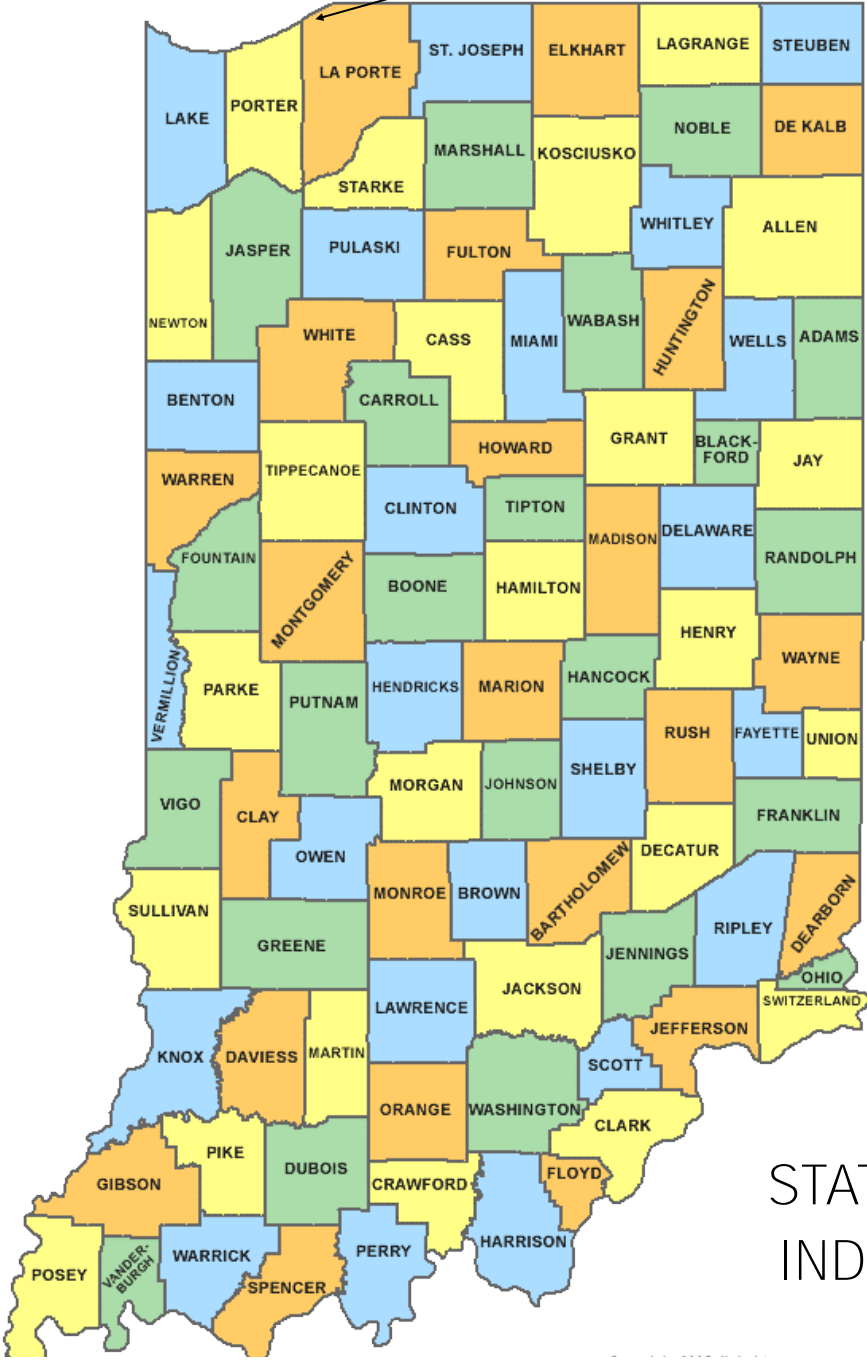 ST. JOSEPH
ELKHART
LAGRANGE
STEUBEN
LA PORTE
PORTER
LAKE
NOBLE
DE KALB
MARSHALL
KOSCIUSKO
STARKE
WHITLEY
ALLEN
JASPER
PULASKI
FULTON
NEWTON
WHITE
CASS
MIAMI
WABASH
HUNTINGTON
WELLS
ADAMS
BENTON
CARROLL
HOWARD
GRANT
BLACK-
FORD
JAY
WARREN
TIPPECANOE
CLINTON
TIPTON
MADISON
DELAWARE
RANDOLPH
FOUNTAIN
MONTGOMERY
BOONE
HAMILTON
HENRY
WAYNE
VERMILLION
PARKE
PUTNAM
HENDRICKS
MARION
HANCOCK
RUSH
FAYETTE
UNION
VIGO
CLAY
OWEN
MORGAN
JOHNSON
SHELBY
FRANKLIN
DECATUR
SULLIVAN
GREENE
MONROE
BROWN
BARTHOLOMEW
JENNINGS
RIPLEY
DEARBORN
OHIO
SWITZERLAND
KNOX
DAVIESS
MARTIN
LAWRENCE
JACKSON
JEFFERSON
SCOTT
ORANGE
WASHINGTON
CLARK
GIBSON
PIKE
DUBOIS
CRAWFORD
FLOYD
HARRISON
POSEY
VANDER-
BURGH
WARRICK
SPENCER
PERRY
STAT
IND